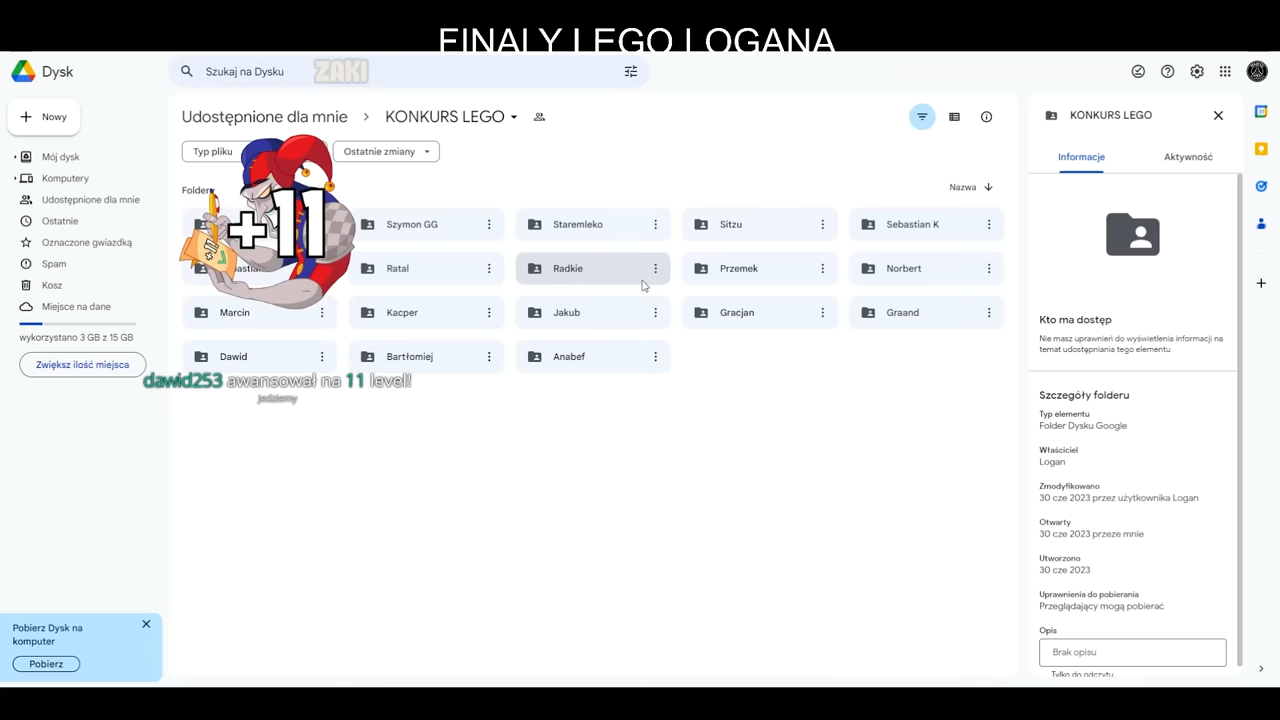 FINALY LEGO LOGANA
Dysk
Szukaj na Dysku
ZAKI
Nowy
Mój dysk
Komputery
Udostępnione dla mnie
Ostatnie
Oznaczone gwiazdką
Spam
Kosz
Miejsce na dane
wykorzystano 3 GB z 15 GB
Zwiększ ilość miejsca
Pobierz Dysk na
komputer
Pobierz
Udostępnione dla mnie > KONKURS LEGO
Typ pliku
Ostatnie zmiany
Foldery
Nazwa
+11
+11
Szymon GG
Staremleko
Sitzu
Sebastian K
Ratal
Radkie
Przemek
Norbert
Marcin
Kacper
Jakub
Gracjan
Graand
Dawid
Bartłomiej
Anabef
dawid253 awansował na 11 level!
Jedziemy
KONKURS LEGO
Informacje
Aktywność
Kto ma dostęp
Nie masz uprawnień do wyświetlenia informacji na
temat udostępniania tego elementu
Szczegóły folderu
Typ elementu
Folder Dysku Google
Właściciel
Logan
Zmodyfikowano
30 cze 2023 przez użytkownika Logan
Otwarty
30 cze 2023 przeze mnie
Utworzono
30 cze 2023
Uprawnienia do pobierania
Przeglądający mogą pobierać
Opis
Brak opisu
Tylko do odczytu